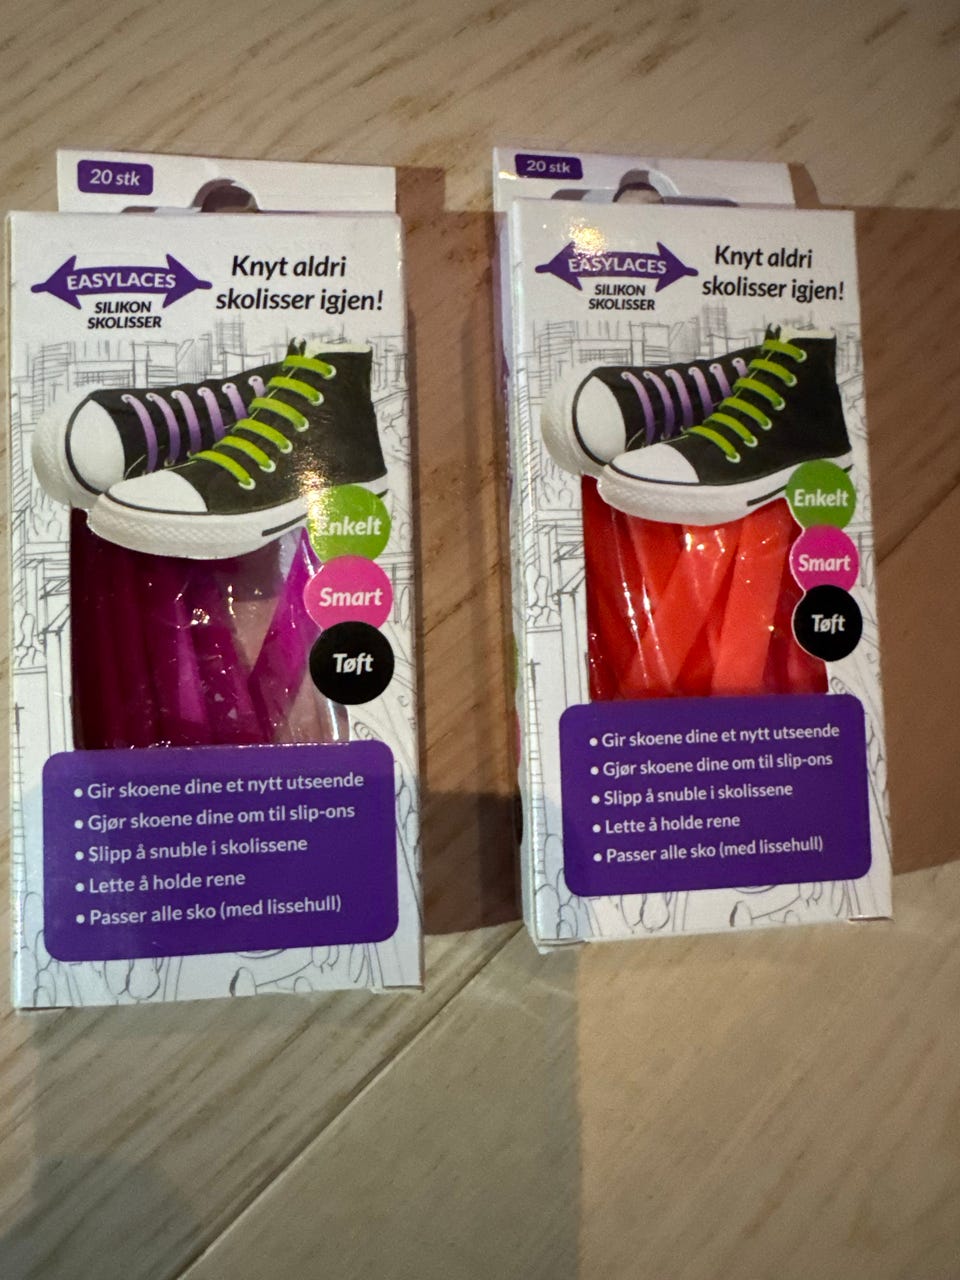 20 stk
EASYLACES
SILIKON
SKOLISSER
Knyt aldri
skolisser igjen!
Enkelt
Smart
Tøft
• Gir skoene dine et nytt utseende
• Gjør skoene dine om til slip-ons
• Slipp å snuble i skolissene
• Lette å holde rene
• Passer alle sko (med lissehull)
20 stk
EASYLACES
SILIKON
SKOLISSER
Knyt aldri
skolisser igjen!
Enkelt
Smart
Tøft
• Gir skoene dine et nytt utseende
• Gjør skoene dine om til slip-ons
• Slipp å snuble i skolissene
• Lette å holde rene
• Passer alle sko (med lissehull)